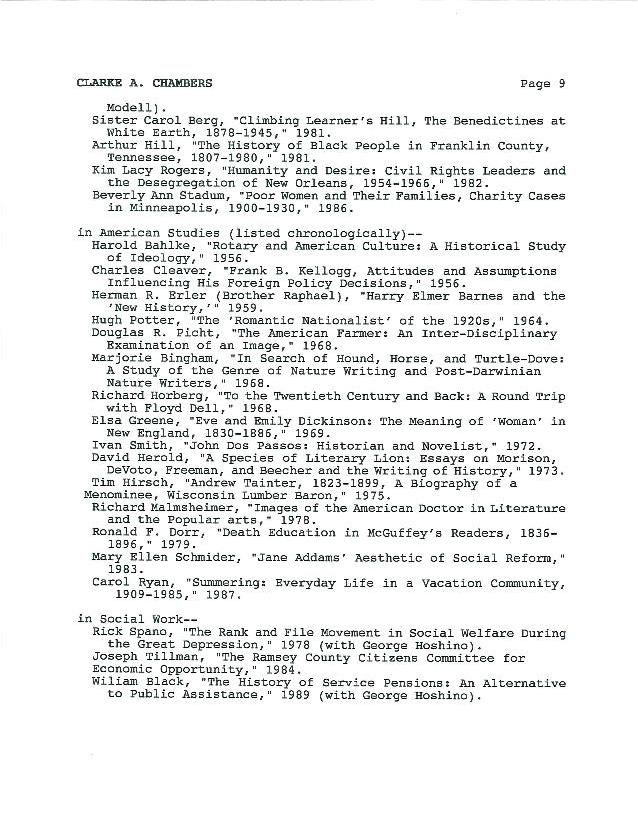 CLARKE A. CHAMBERS Page 9
Modell).
Sister Carol Berg, "Climbing Learner's Hill, The Benedictines at
White Earth, 1878-1945," 1981.
Arthur Hill, "The History of Black People in Franklin County,
Tennessee, 1807-1980," 1981.
Kim Lacy Rogers, "Humanity and Desire: Civil Rights Leaders and
the Desegregation of New Orleans, 1954-1966," 1982.
Beverly Ann Stadum, "Poor Women and Their Families, Charity Cases
in Minneapolis, 1900-1930," 1986.
in American Studies (listed chronologically)--
Harold Bahlke, "Rotary and American Culture: A Historical Study
of Ideology," 1956.
Charles Cleaver, "Frank B. Kellogg, Attitudes and Assumptions
Influencing His Foreign Policy Decisions," 1956.
Herman R. Erler (Brother Raphael), "Harry Elmer Barnes and the
'New History,'" 1959.
Hugh Potter, "The 'Romantic Nationalist' of the 1920s," 1964.
Douglas R. Picht, "The American Farmer: An Inter-Disciplinary
Examination of an Image," 1968.
Marjorie Bingham, "In Search of Hound, Horse, and Turtle-Dove:
A Study of the Genre of Nature Writing and Post-Darwinian
Nature Writers," 1968.
Richard Horberg, "To the Twentieth Century and Back: A Round Trip
with Floyd Dell," 1968.
Elsa Greene, "Eve and Emily Dickinson: The Meaning of 'Woman' in
New England, 1830-1886," 1969.
Ivan Smith, "John Dos Passos: Historian and Novelist," 1972.
David Herold, "A Species of Literary Lion: Essays on Morison,
DeVoto, Freeman, and Beecher and the Writing of History," 1973.
Tim Hirsch, "Andrew Tainter, 1823-1899, A Biography of a
Menominee, Wisconsin Lumber Baron," 1975.
Richard Malmsheimer, "Images of the American Doctor in Literature
and the Popular arts," 1978.
Ronald F. Dorr, "Death Education in McGuffey's Readers, 1836-
1896," 1979.
Mary Ellen Schmider, "Jane Addams' Aesthetic of Social Reform,"
1983.
Carol Ryan, "Summering: Everyday Life in a Vacation Community,
1909-1985," 1987.
in Social Work--
Rick Spano, "The Rank and File Movement in Social Welfare During
the Great Depression," 1978 (with George Hoshino).
Joseph Tillman, "The Ramsey County Citizens Committee for
Economic Opportunity," 1984.
Wiliam Black, "The History of Service Pensions: An Alternative
to Public Assistance," 1989 (with George Hoshino).